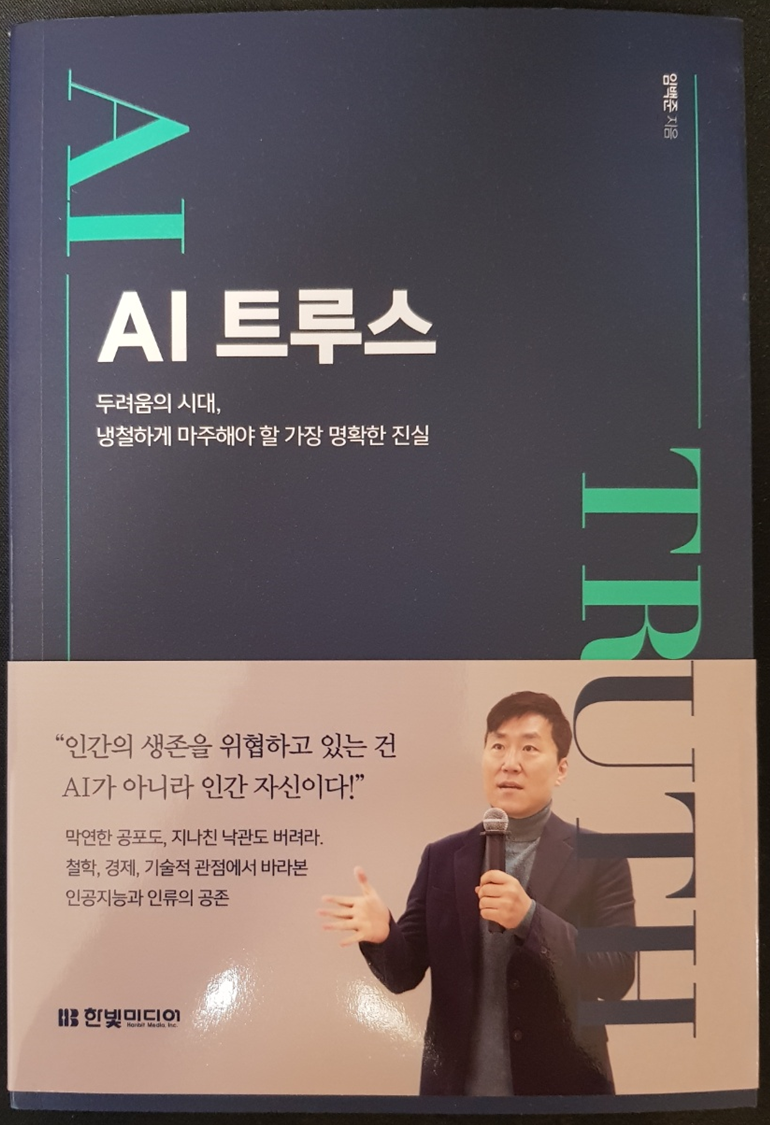 AI
임백준 지음
AI 트루스
두려움의 시대,
냉철하게 마주해야 할 가장 명확한 진실
TRUTH
“인간의 생존을 위협하고 있는 건
AI가 아니라 인간 자신이다!”
막연한 공포도, 지나친 낙관도 버려라.
철학, 경제, 기술적 관점에서 바라본
인공지능과 인류의 공존
HB 한빛미디어
Hanbit Media Inc.